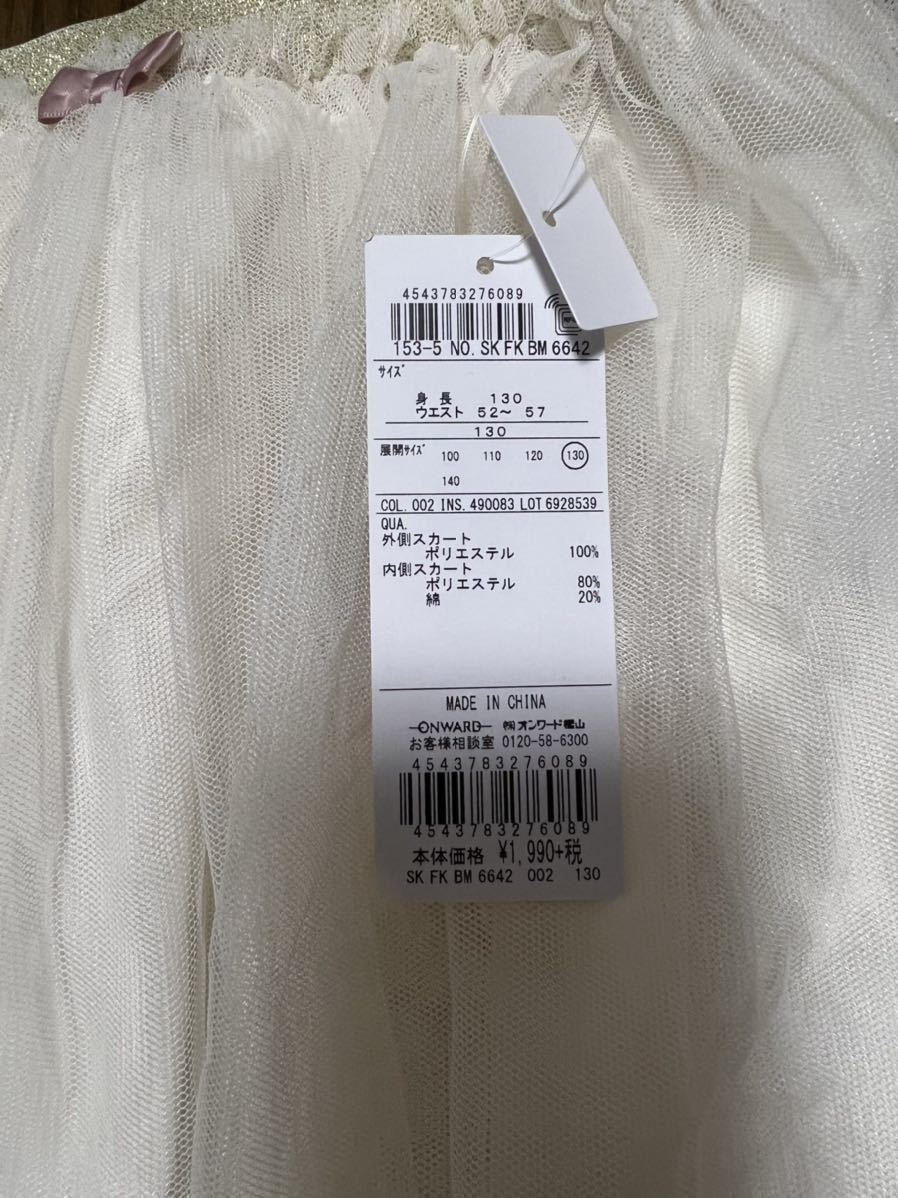 4543783276089
153-5 NO. SK FK BM 6642
サイズ
身 長 130
ウエスト 52～ 57
130
展開サイズ 100 110 120 130
140
COL. 002 INS. 490083 LOT 6928539
QUA.
外側スカート
ポリエステル 100%
内側スカート
ポリエステル 80%
綿 20%
MADE IN CHINA
ONWARD ㈱オンワード樫山
お客様相談室 0120-58-6300
4543783276089
4543783276089
本体価格 ¥1,990+税
SK FK BM 6642 002 130